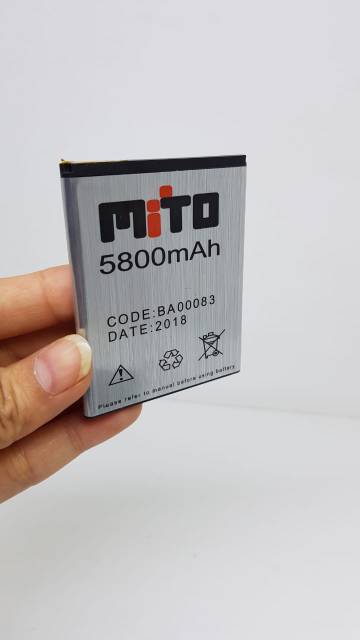 MiTO
5800mAh
CODE:BA00083
DATE:2018
Please refer to manual before using battery